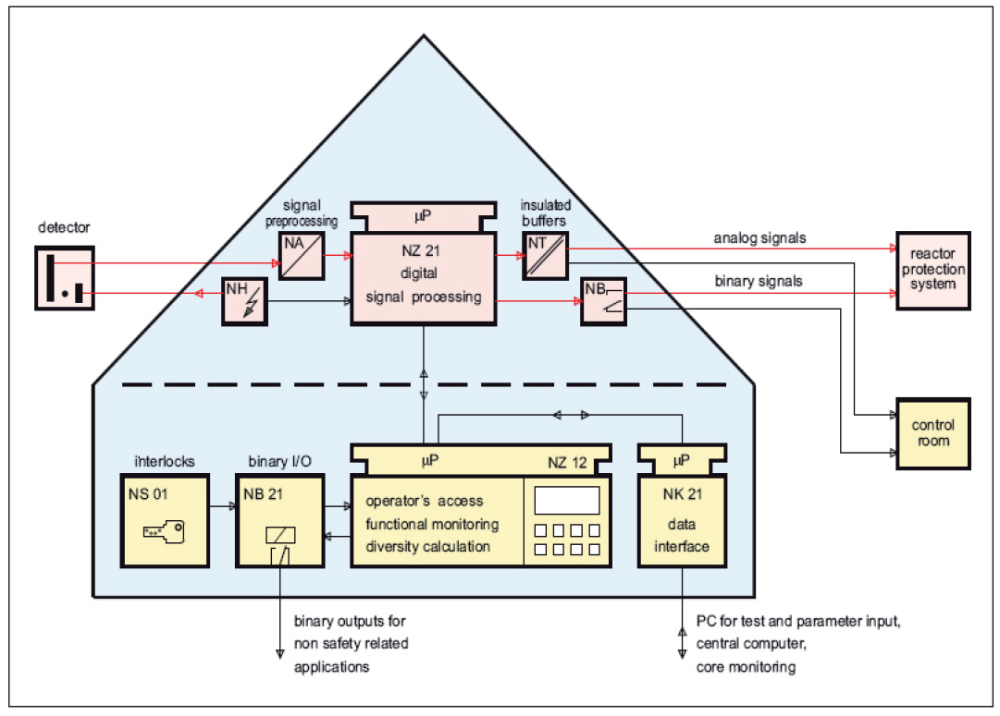 detector
signal
preprocessing
NA
NH
µP
NZ 21
digital
signal processing
insulated
buffers
NT
NB
analog signals
binary signals
reactor
protection
system
control
room
interlocks
NS 01
binary I/O
NB 21
µP
NZ 12
operator's access
functional monitoring
diversity calculation
µP
NK 21
data
interface
binary outputs for
non safety related
applications
PC for test and parameter input,
central computer,
core monitoring